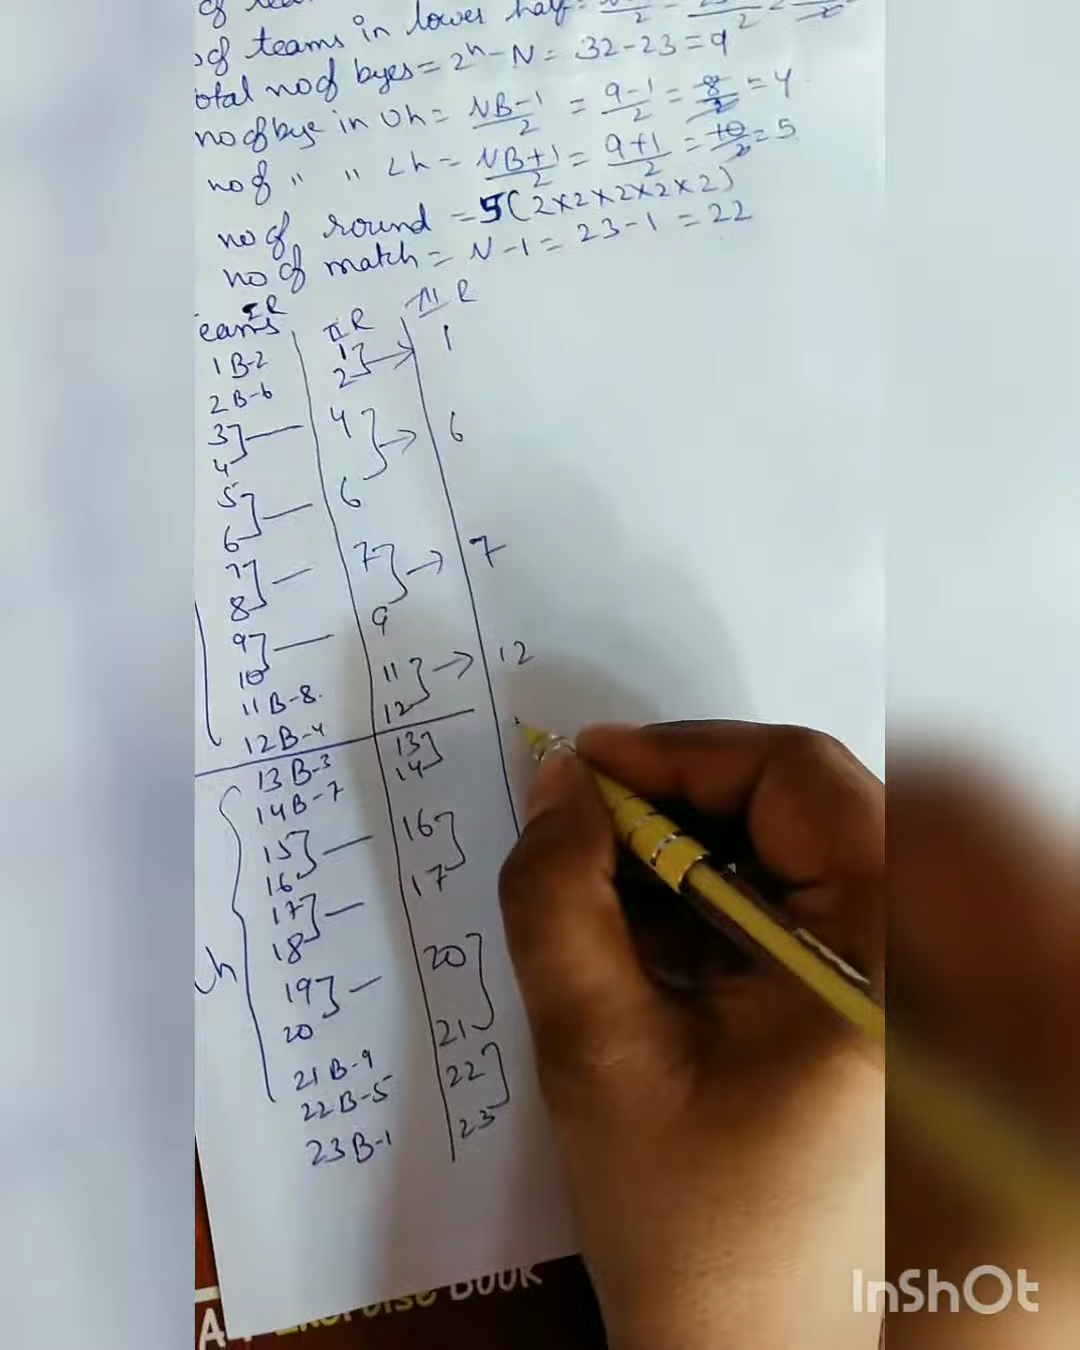 of teams in lower half =
otal no of byes = 2ⁿ - N = 32 - 23 = 9
no of bye in Uh = NB-1/2 = 9-1/2 = 8/2 = 4
no of " " Lh = NB+1/2 = 9+1/2 = 10/2 = 5
no of round = 5 (2×2×2×2×2)
no of match = N-1 = 23-1 = 22
eams IR II R III R
1 B-2 1 1
2 B-6 2
3 4 6
4
5 6
6
7 7 7
8
9 9
10
11 B-8 11 12
12 B-4 12
13 B-3 13
14 B-7 14
15 16
16
17 17
18
19 20
20
21 B-9 21
22 B-5 22
23 B-1 23
h
BOOK
InShOt